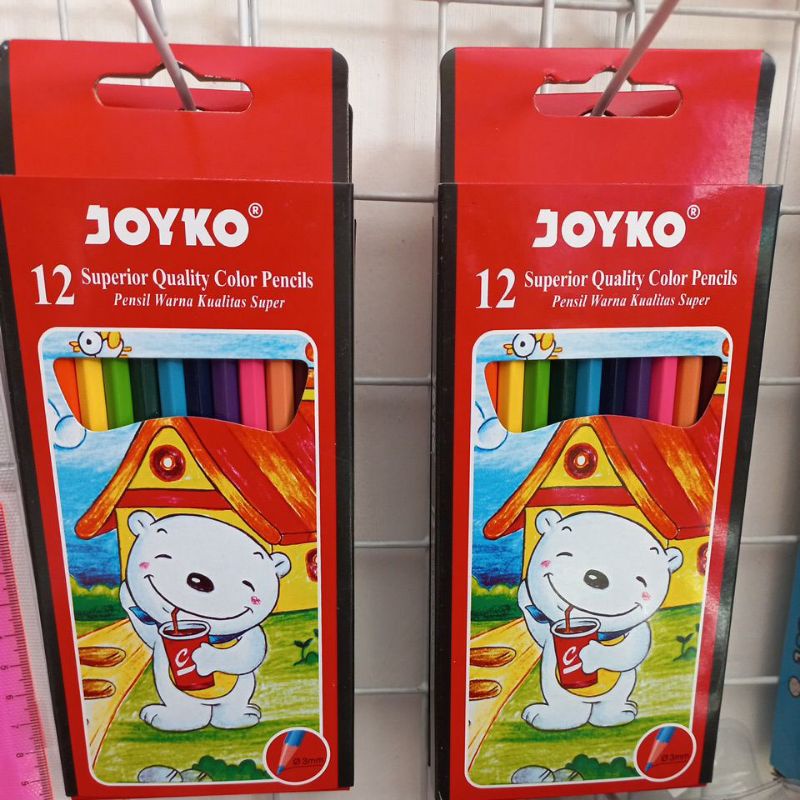 JOYKO®
12 Superior Quality Color Pencils
Pensil Warna Kualitas Super
C
Ø 3mm
JOYKO®
12 Superior Quality Color Pencils
Pensil Warna Kualitas Super
C
Ø 3mm